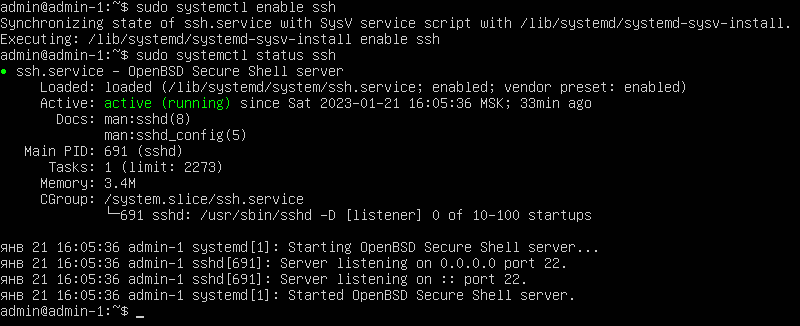 admin@admin-1:~$ sudo systemctl enable ssh
Synchronizing state of ssh.service with SysV service script with /lib/systemd/systemd-sysv-install.
Executing: /lib/systemd/systemd-sysv-install enable ssh
admin@admin-1:~$ sudo systemctl status ssh
● ssh.service - OpenBSD Secure Shell server
     Loaded: loaded (/lib/systemd/system/ssh.service; enabled; vendor preset: enabled)
     Active: active (running) since Sat 2023-01-21 16:05:36 MSK; 33min ago
       Docs: man:sshd(8)
             man:sshd_config(5)
   Main PID: 691 (sshd)
      Tasks: 1 (limit: 2273)
     Memory: 3.4M
     CGroup: /system.slice/ssh.service
             └─691 sshd: /usr/sbin/sshd -D [listener] 0 of 10-100 startups
янв 21 16:05:36 admin-1 systemd[1]: Starting OpenBSD Secure Shell server...
янв 21 16:05:36 admin-1 sshd[691]: Server listening on 0.0.0.0 port 22.
янв 21 16:05:36 admin-1 sshd[691]: Server listening on :: port 22.
янв 21 16:05:36 admin-1 systemd[1]: Started OpenBSD Secure Shell server.
admin@admin-1:~$ _